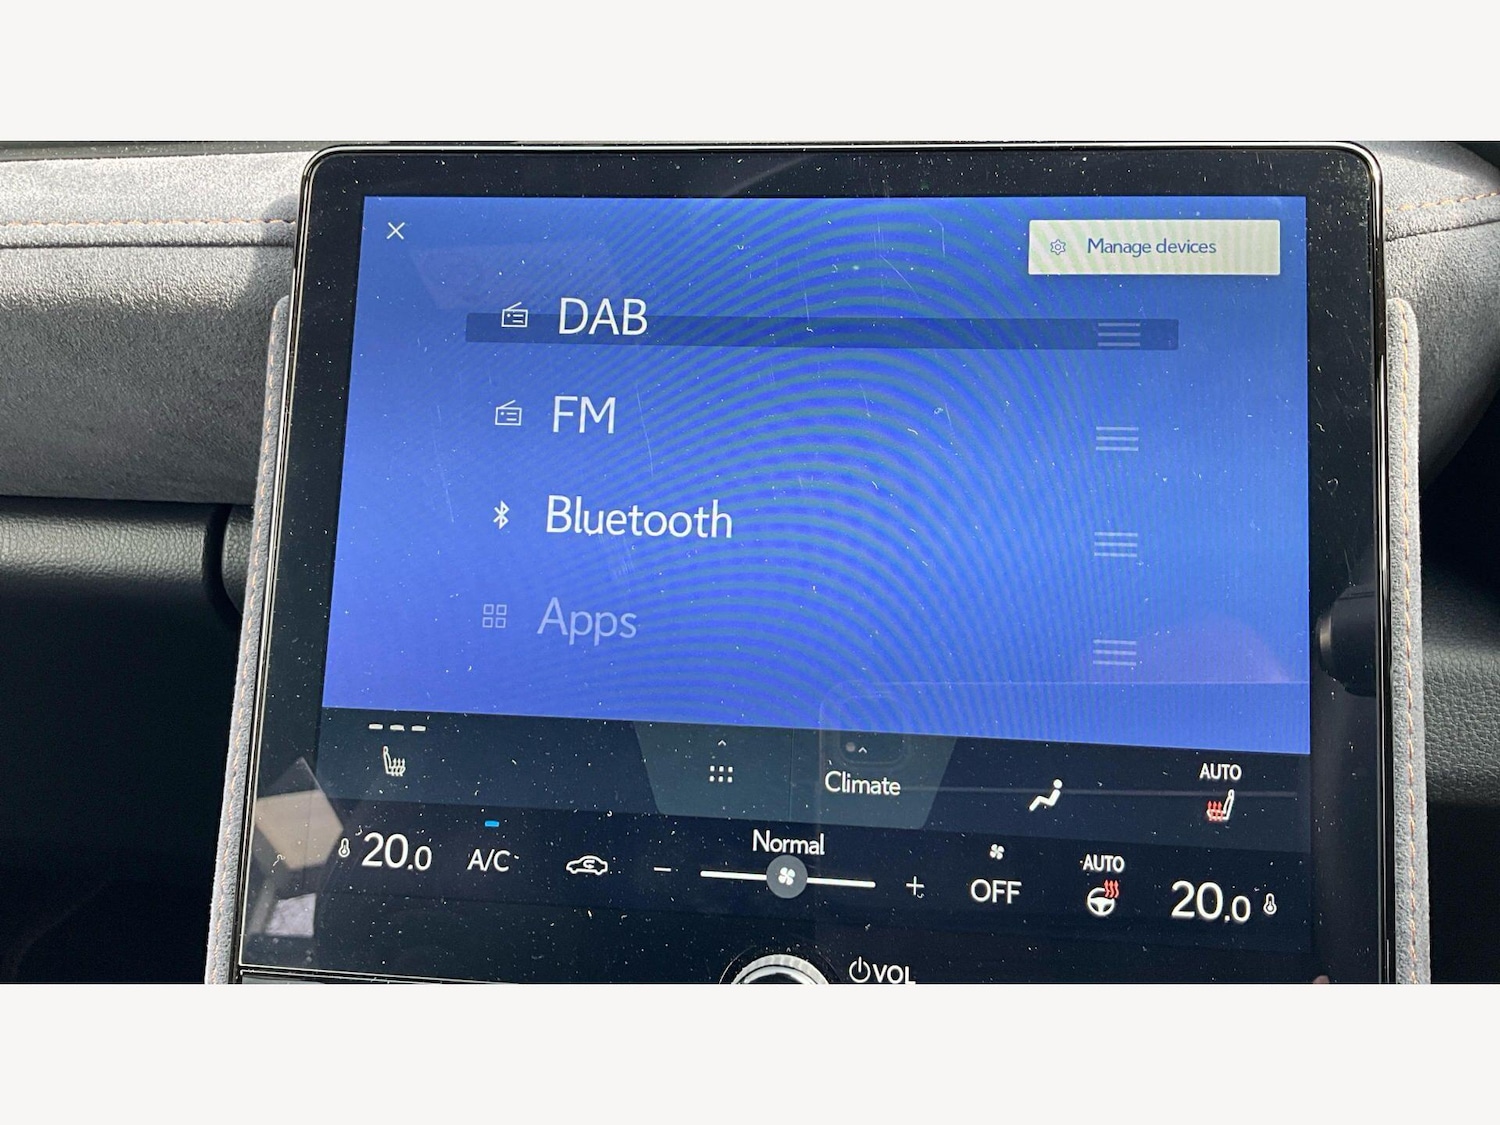 Manage devices
DAB
FM
Bluetooth
Apps
Climate
AUTO
20.0
A/C
Normal
OFF
AUTO
20.0
VOL